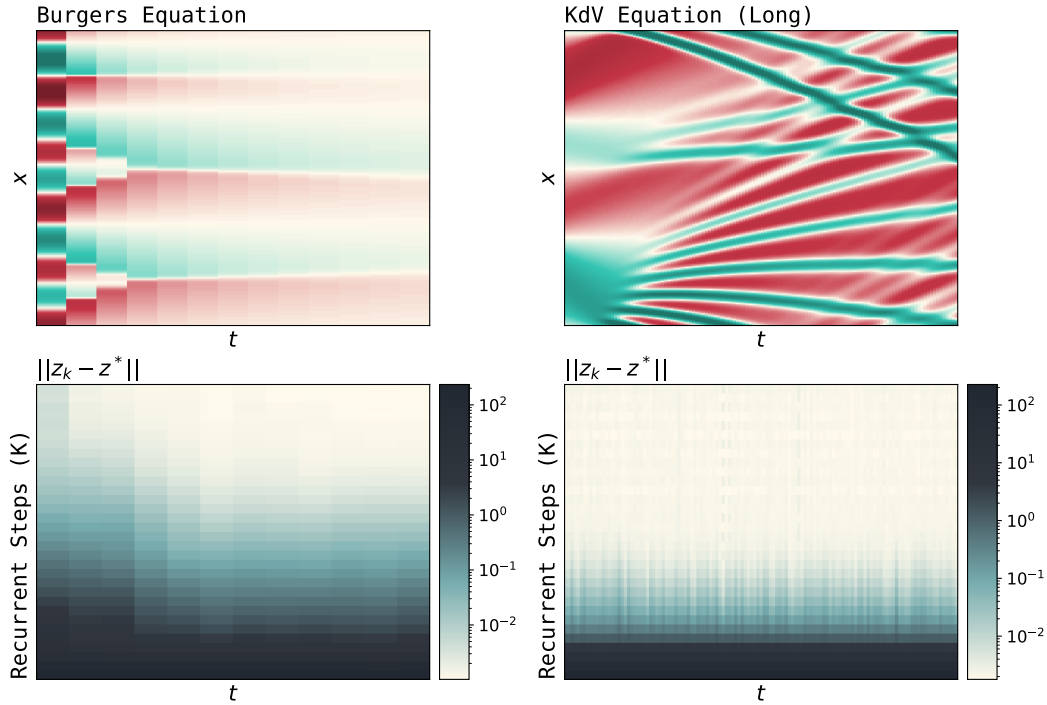 Burgers Equation
x
t
KdV Equation (Long)
x
t
||z_k − z*||
Recurrent Steps (K)
t
10^2
10^1
10^0
10^-1
10^-2
||z_k − z*||
Recurrent Steps (K)
t
10^2
10^1
10^0
10^-1
10^-2